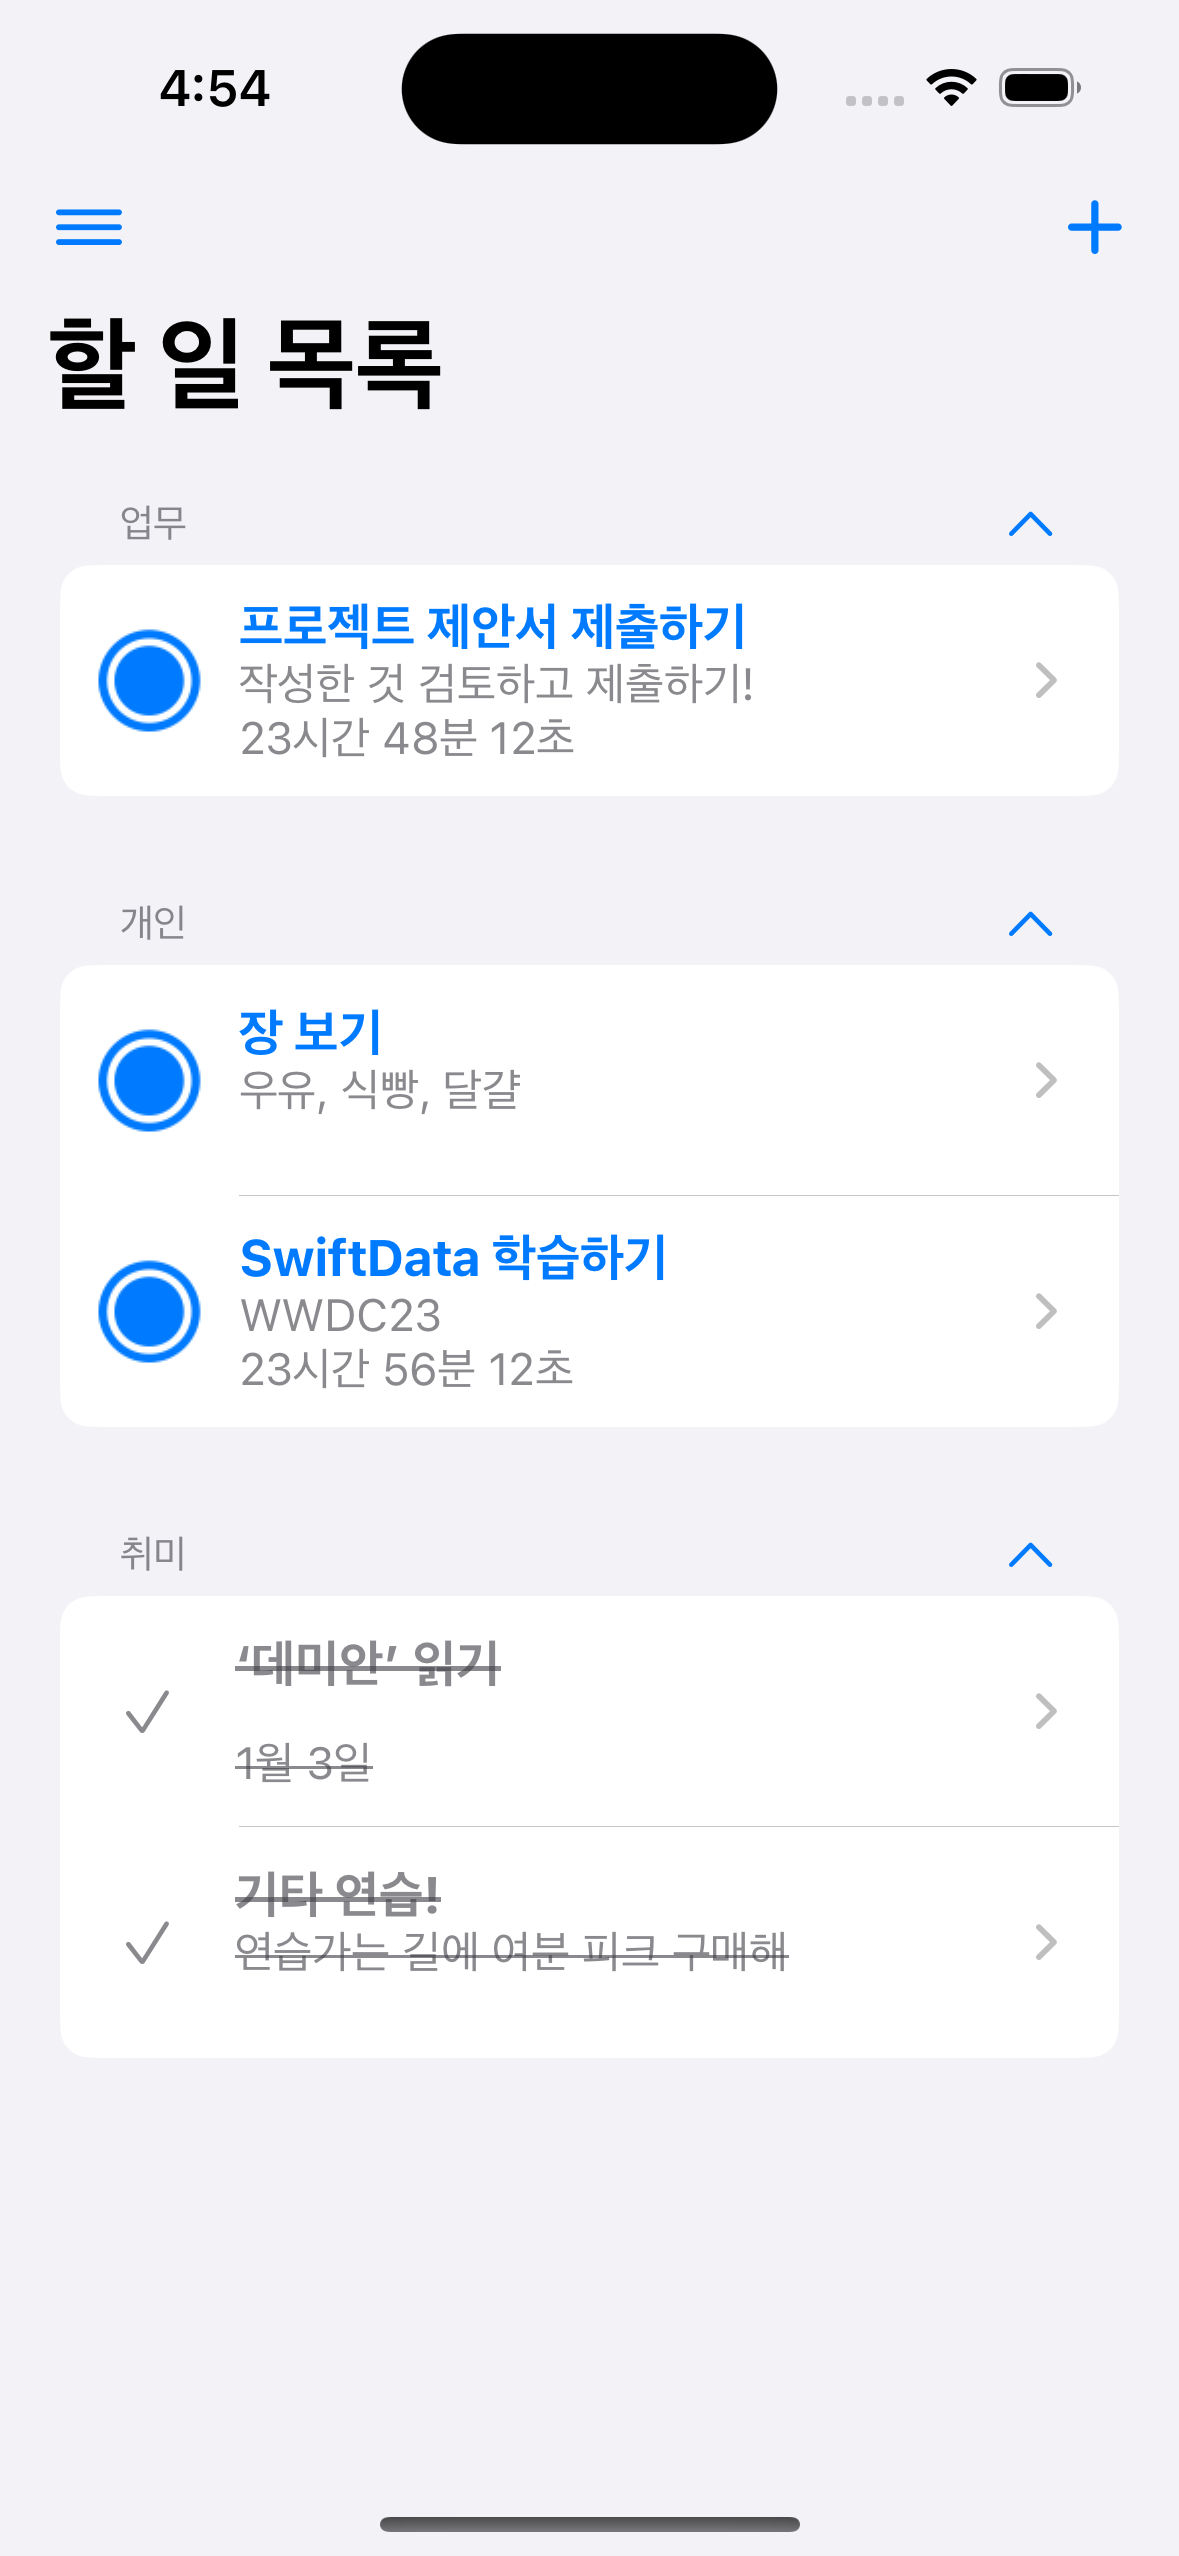 4:54
할 일 목록
업무
프로젝트 제안서 제출하기
작성한 것 검토하고 제출하기!
23시간 48분 12초
개인
장 보기
우유, 식빵, 달걀
SwiftData 학습하기
WWDC23
23시간 56분 12초
취미
‘데미안’ 읽기
1월 3일
기타 연습!
연습가는 길에 여분 피크 구매해